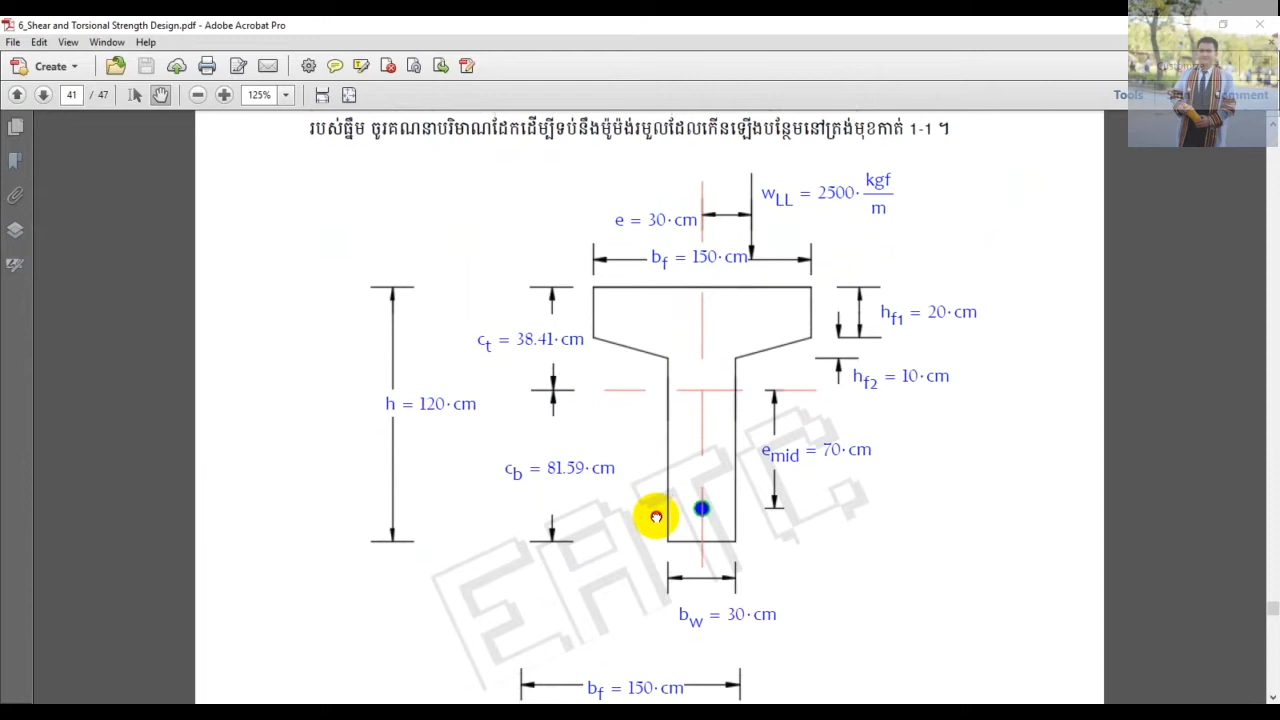 6_Shear and Torsional Strength Design.pdf - Adobe Acrobat Pro
File Edit View Window Help
Create
Customize
41 / 47 125% Tools Sign Comment
របស់ធ្នឹម ចូរគណនាបរិមាណដែកដើម្បីទប់នឹងម៉ូម៉ង់រមួលដែលកើនឡើងបន្ថែមនៅត្រង់មុខកាត់ 1-1 ។
wLL = 2500· kgf/m
e = 30·cm
bf = 150·cm
hf1 = 20·cm
ct = 38.41·cm
hf2 = 10·cm
h = 120·cm
emid = 70·cm
cb = 81.59·cm
EATC
bw = 30·cm
bf = 150·cm